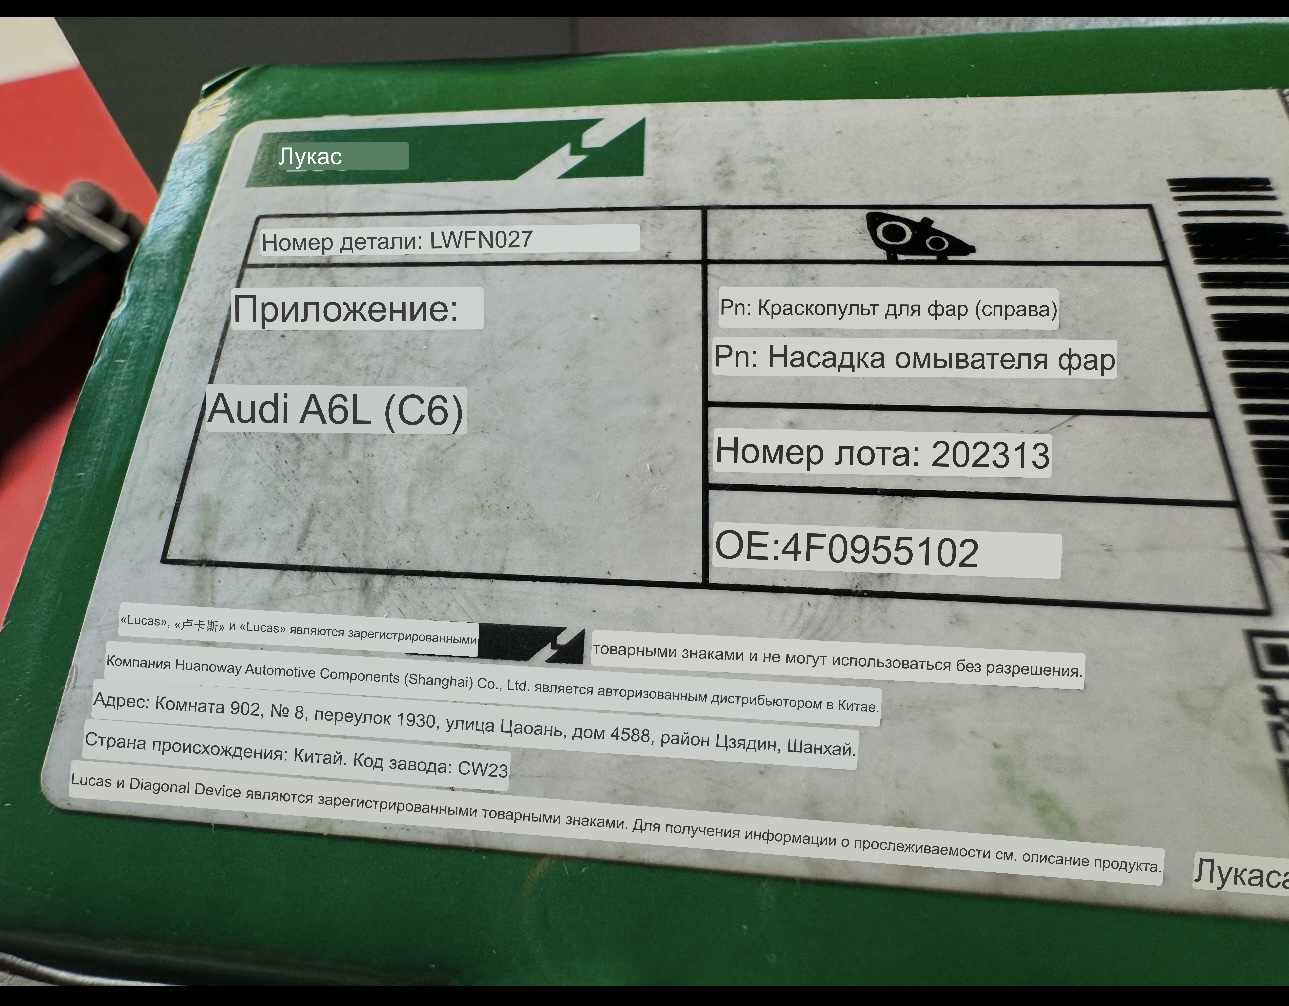 Лукас
Номер детали: LWFN027
Приложение:
Audi A6L (C6)
Pn: Краскопульт для фар (справа)
Pn: Насадка омывателя фар
Номер лота: 202313
OE:4F0955102
«Lucas», «卢卡斯» и «Lucas» являются зарегистрированными товарными знаками и не могут использоваться без разрешения.
Компания Huanoway Automotive Components (Shanghai) Co., Ltd. является авторизованным дистрибьютором в Китае.
Адрес: Комната 902, № 8, переулок 1930, улица Цаоань, дом 4588, район Цзядин, Шанхай.
Страна происхождения: Китай. Код завода: CW23
Lucas и Diagonal Device являются зарегистрированными товарными знаками. Для получения информации о прослеживаемости см. описание продукта.
Лукаса